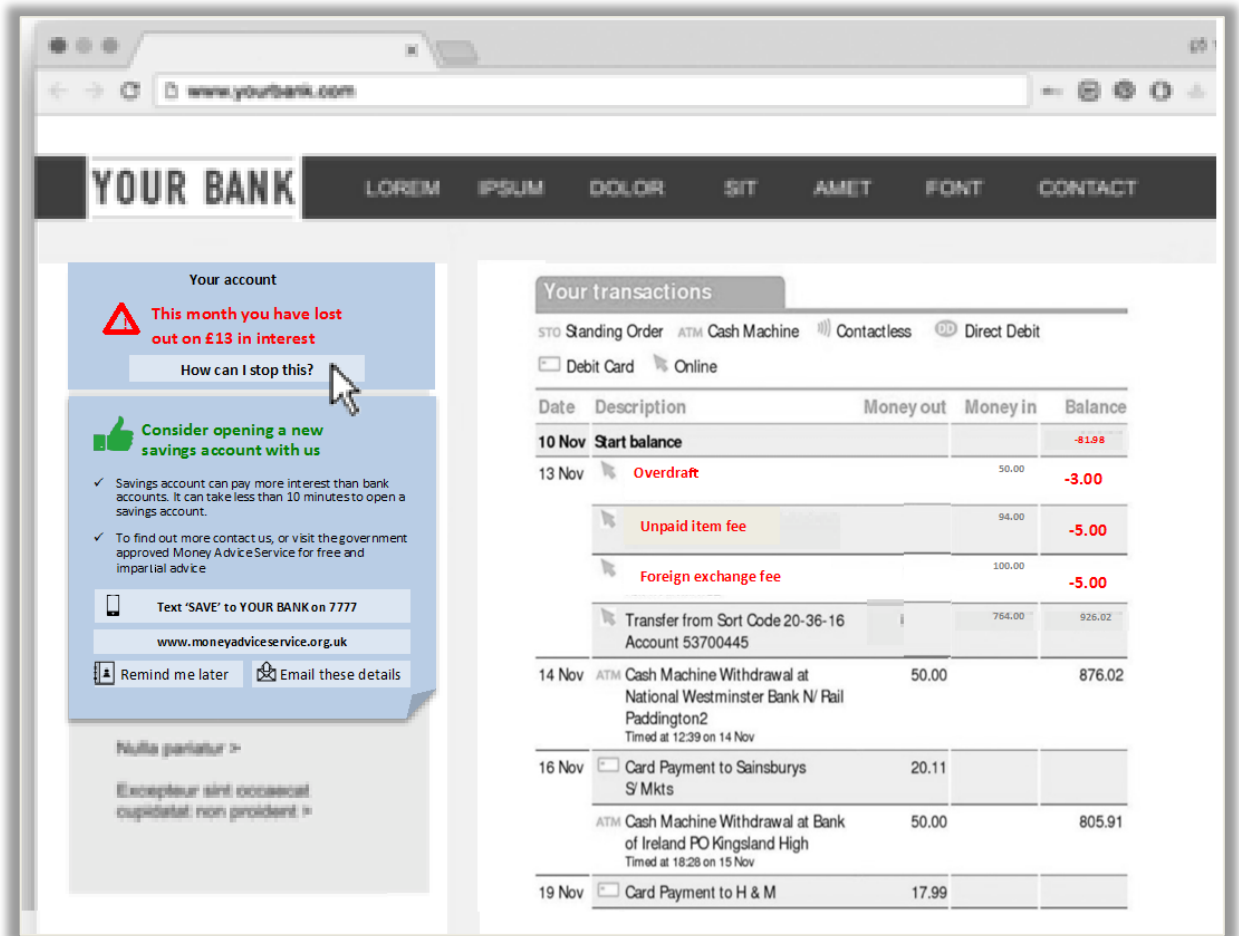 www.yourbank.com
YOUR BANK
LOREM IPSUM DOLOR SIT AMET FONT CONTACT
Your account
This month you have lost
out on £13 in interest
How can I stop this?
Consider opening a new
savings account with us
✓ Savings account can pay more interest than bank
accounts. It can take less than 10 minutes to open a
savings account.
✓ To find out more contact us, or visit the government
approved Money Advice Service for free and
impartial advice
Text ‘SAVE’ to YOUR BANK on 7777
www.moneyadviceservice.org.uk
Remind me later Email these details
Nulla pariatur >
Excepteur sint occaecat
cupidatat non proident >
Your transactions
STO Standing Order ATM Cash Machine Contactless DD Direct Debit
Debit Card Online
Date Description Money out Money in Balance
10 Nov Start balance -81.98
13 Nov Overdraft 50.00 -3.00
Unpaid item fee 94.00 -5.00
Foreign exchange fee 100.00 -5.00
Transfer from Sort Code 20-36-16 764.00 926.02
Account 53700445
14 Nov ATM Cash Machine Withdrawal at 50.00 876.02
National Westminster Bank N/ Rail
Paddington2
Timed at 12:39 on 14 Nov
16 Nov Card Payment to Sainsburys 20.11
S/ Mkts
ATM Cash Machine Withdrawal at Bank 50.00 805.91
of Ireland PO Kingsland High
Timed at 18:28 on 15 Nov
19 Nov Card Payment to H & M 17.99